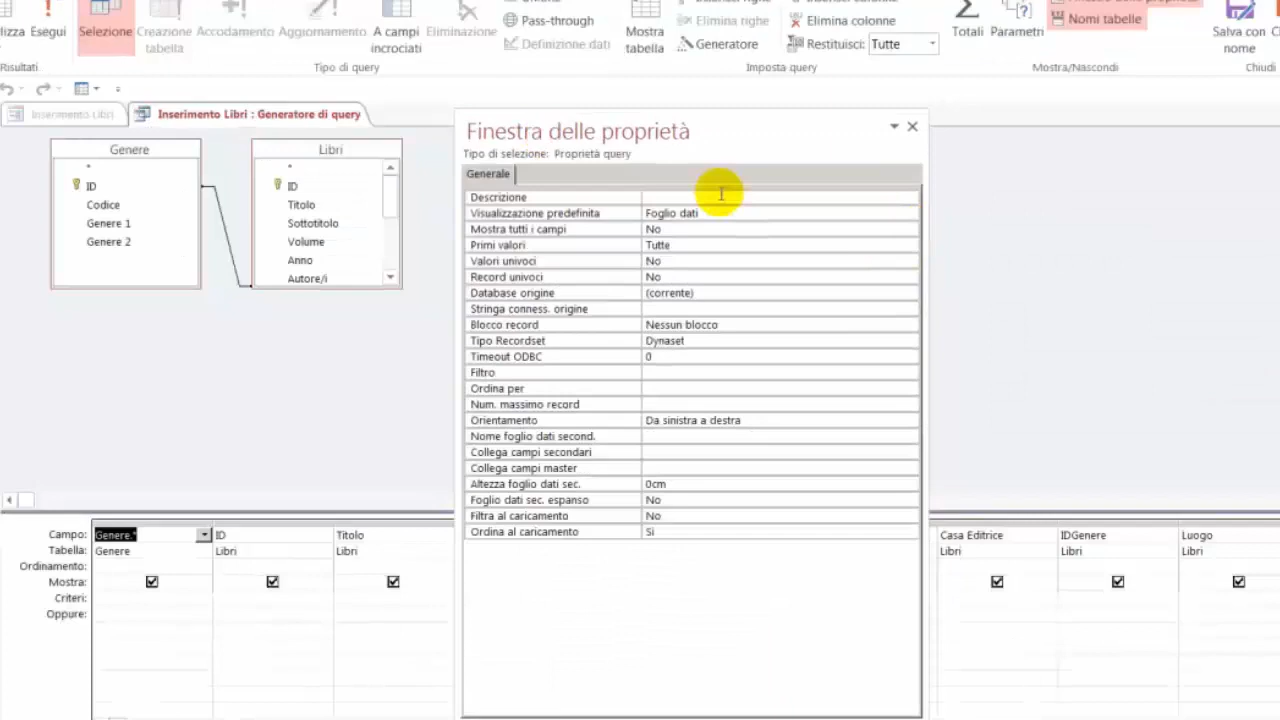 Esegui
Selezione
Creazione tabella
Accodamento
Aggiornamento
A campi incrociati
Eliminazione
Pass-through
Definizione dati
Mostra tabella
Elimina righe
Generatore
Elimina colonne
Restituisci: Tutte
Totali
Parametri
Nomi tabelle
Salva con nome
Risultati
Tipo di query
Imposta query
Mostra/Nascondi
Chiudi
Inserimento Libri
Inserimento Libri : Generatore di query
Genere
*
ID
Codice
Genere 1
Genere 2
Libri
*
ID
Titolo
Sottotitolo
Volume
Anno
Autore/i
Finestra delle proprietà
Tipo di selezione: Proprietà query
Generale
Descrizione
Visualizzazione predefinita Foglio dati
Mostra tutti i campi No
Primi valori Tutte
Valori univoci No
Record univoci No
Database origine (corrente)
Stringa conness. origine
Blocco record Nessun blocco
Tipo Recordset Dynaset
Timeout ODBC 0
Filtro
Ordina per
Num. massimo record
Orientamento Da sinistra a destra
Nome foglio dati second.
Collega campi secondari
Collega campi master
Altezza foglio dati sec. 0cm
Foglio dati sec. espanso No
Filtra al caricamento No
Ordina al caricamento Sì
Campo: Genere.* ID Titolo Casa Editrice IDGenere Luogo
Tabella: Genere Libri Libri Libri Libri Libri
Ordinamento:
Mostra:
Criteri:
Oppure: